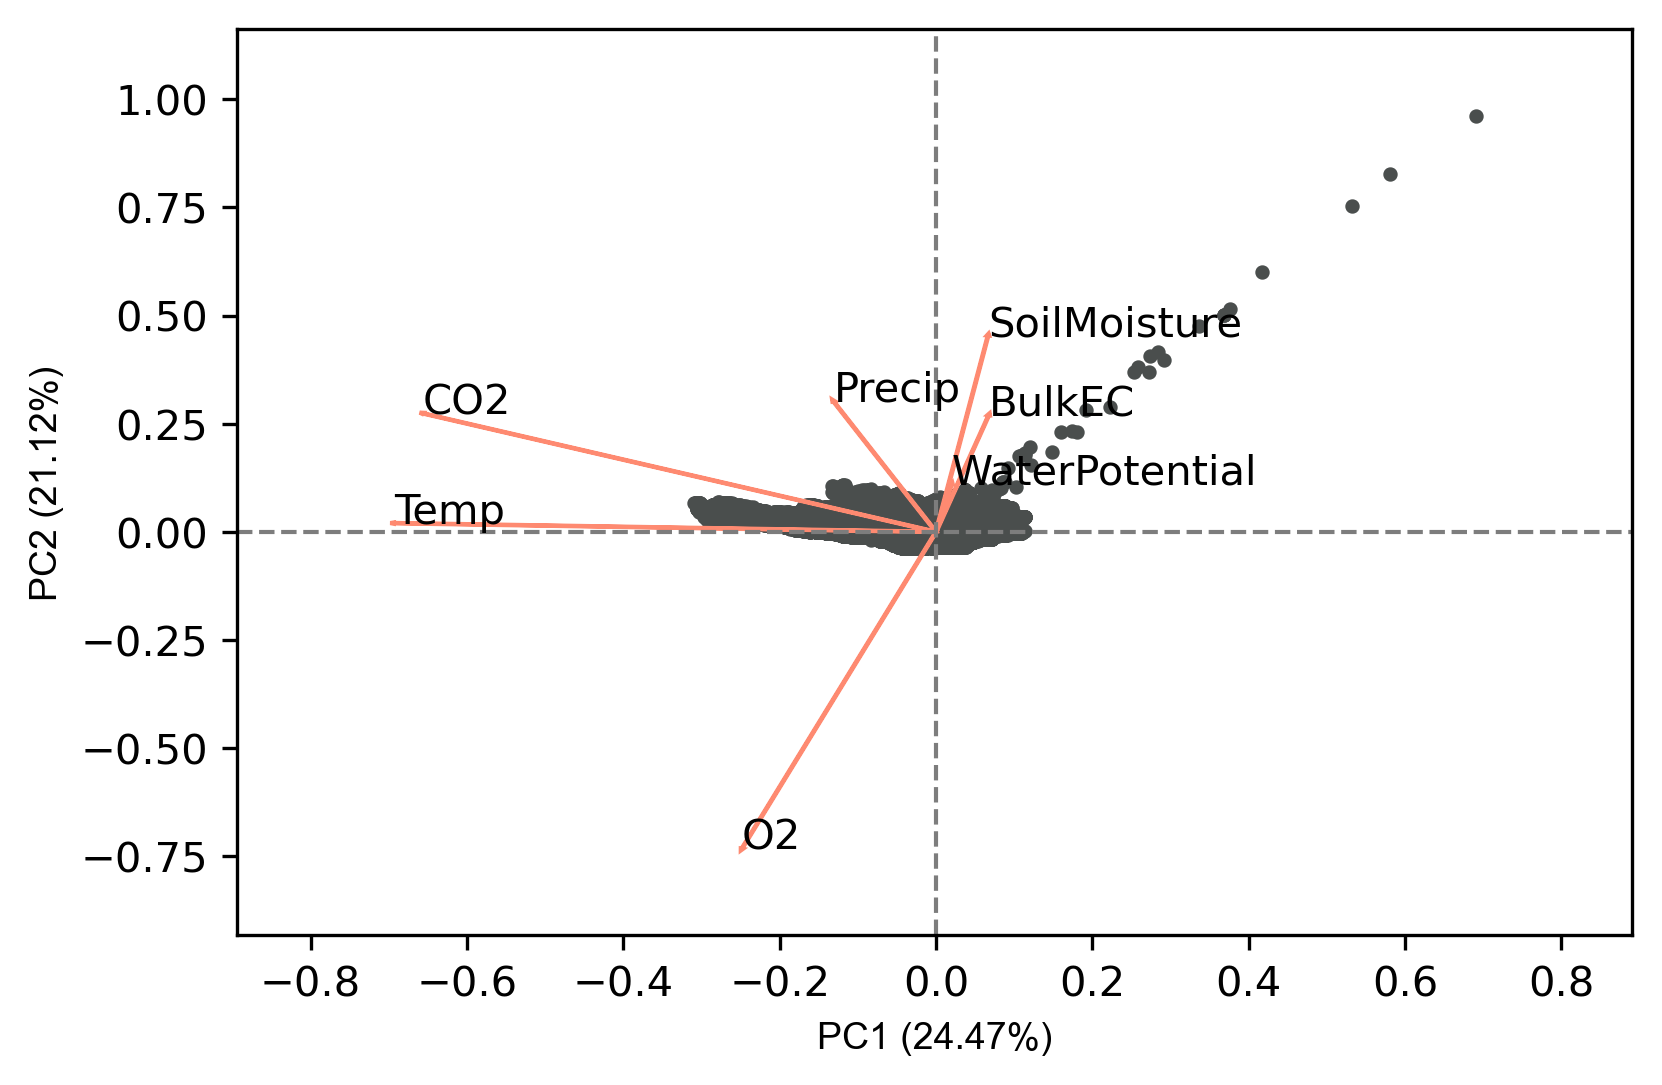 1.00
0.75
0.50
0.25
0.00
−0.25
−0.50
−0.75
PC2 (21.12%)
SoilMoisture
Precip
CO2
BulkEC
WaterPotential
Temp
O2
−0.8 −0.6 −0.4 −0.2 0.0 0.2 0.4 0.6 0.8
PC1 (24.47%)